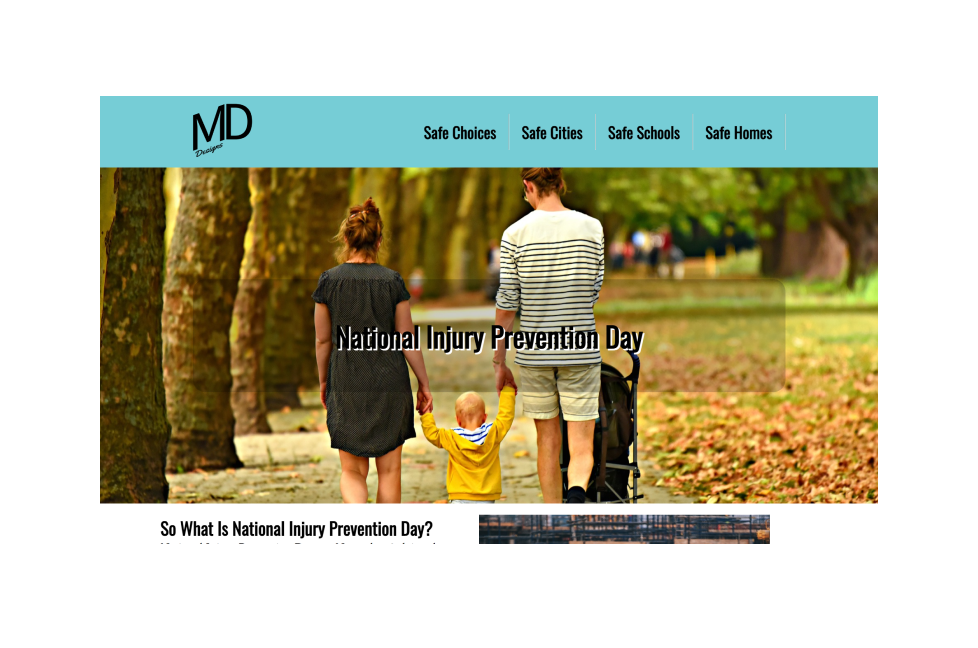 MD
Designs
Safe Choices
Safe Cities
Safe Schools
Safe Homes
National Injury Prevention Day
So What Is National Injury Prevention Day?